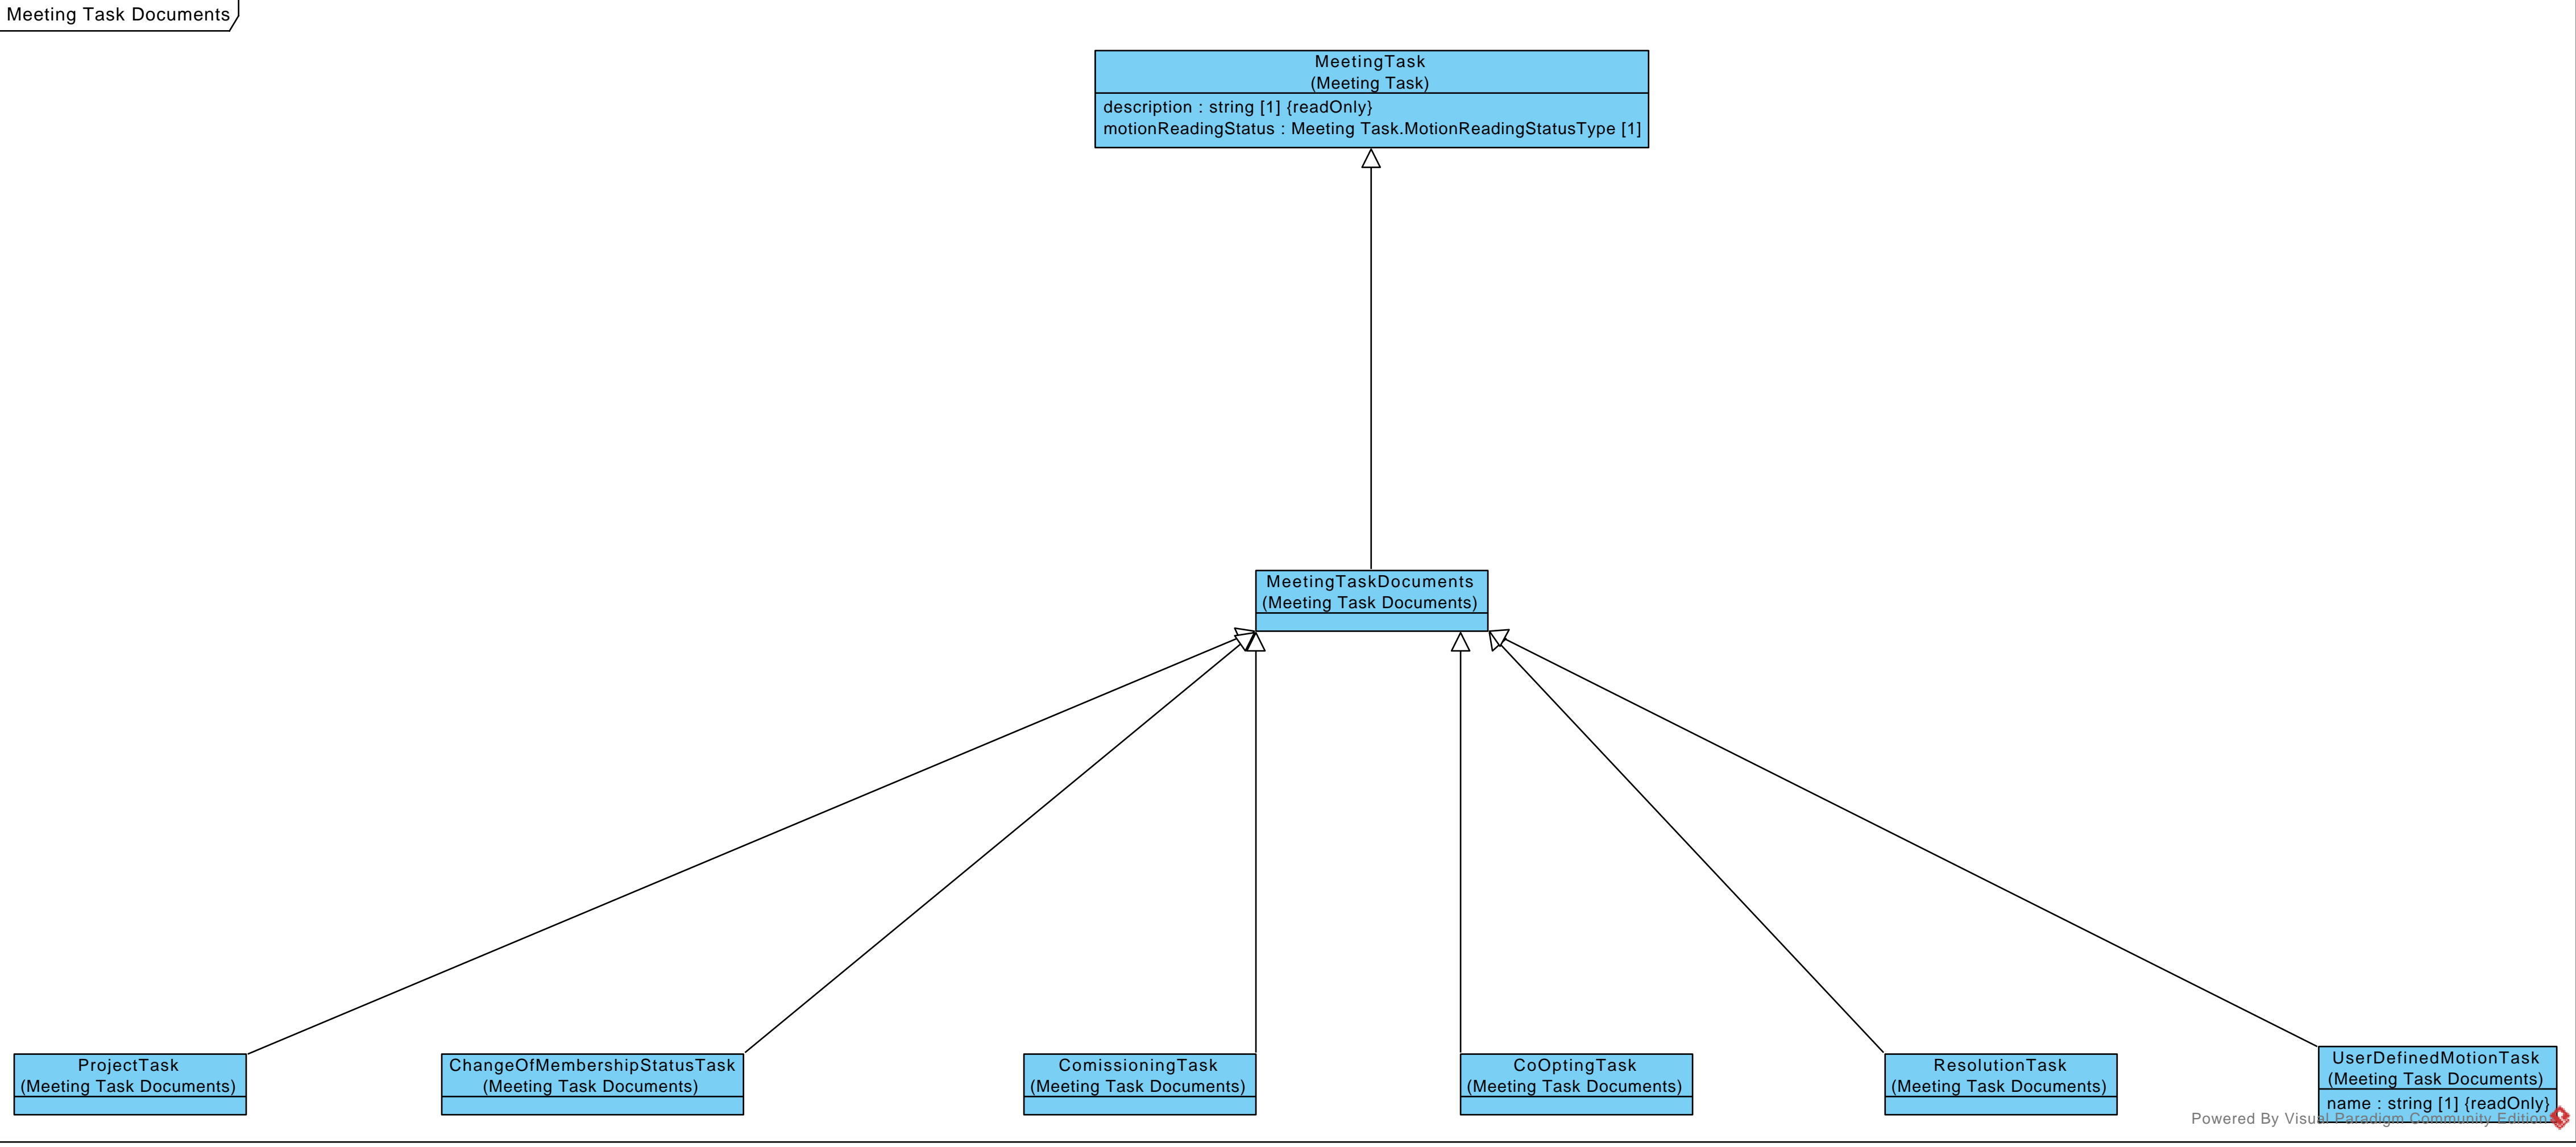 Meeting Task Documents
MeetingTask
(Meeting Task)
description : string [1] {readOnly}
motionReadingStatus : Meeting Task.MotionReadingStatusType [1]
MeetingTaskDocuments
(Meeting Task Documents)
ProjectTask
(Meeting Task Documents)
ChangeOfMembershipStatusTask
(Meeting Task Documents)
ComissioningTask
(Meeting Task Documents)
CoOptingTask
(Meeting Task Documents)
ResolutionTask
(Meeting Task Documents)
UserDefinedMotionTask
(Meeting Task Documents)
name : string [1] {readOnly}
Powered By Visual Paradigm Community Edition